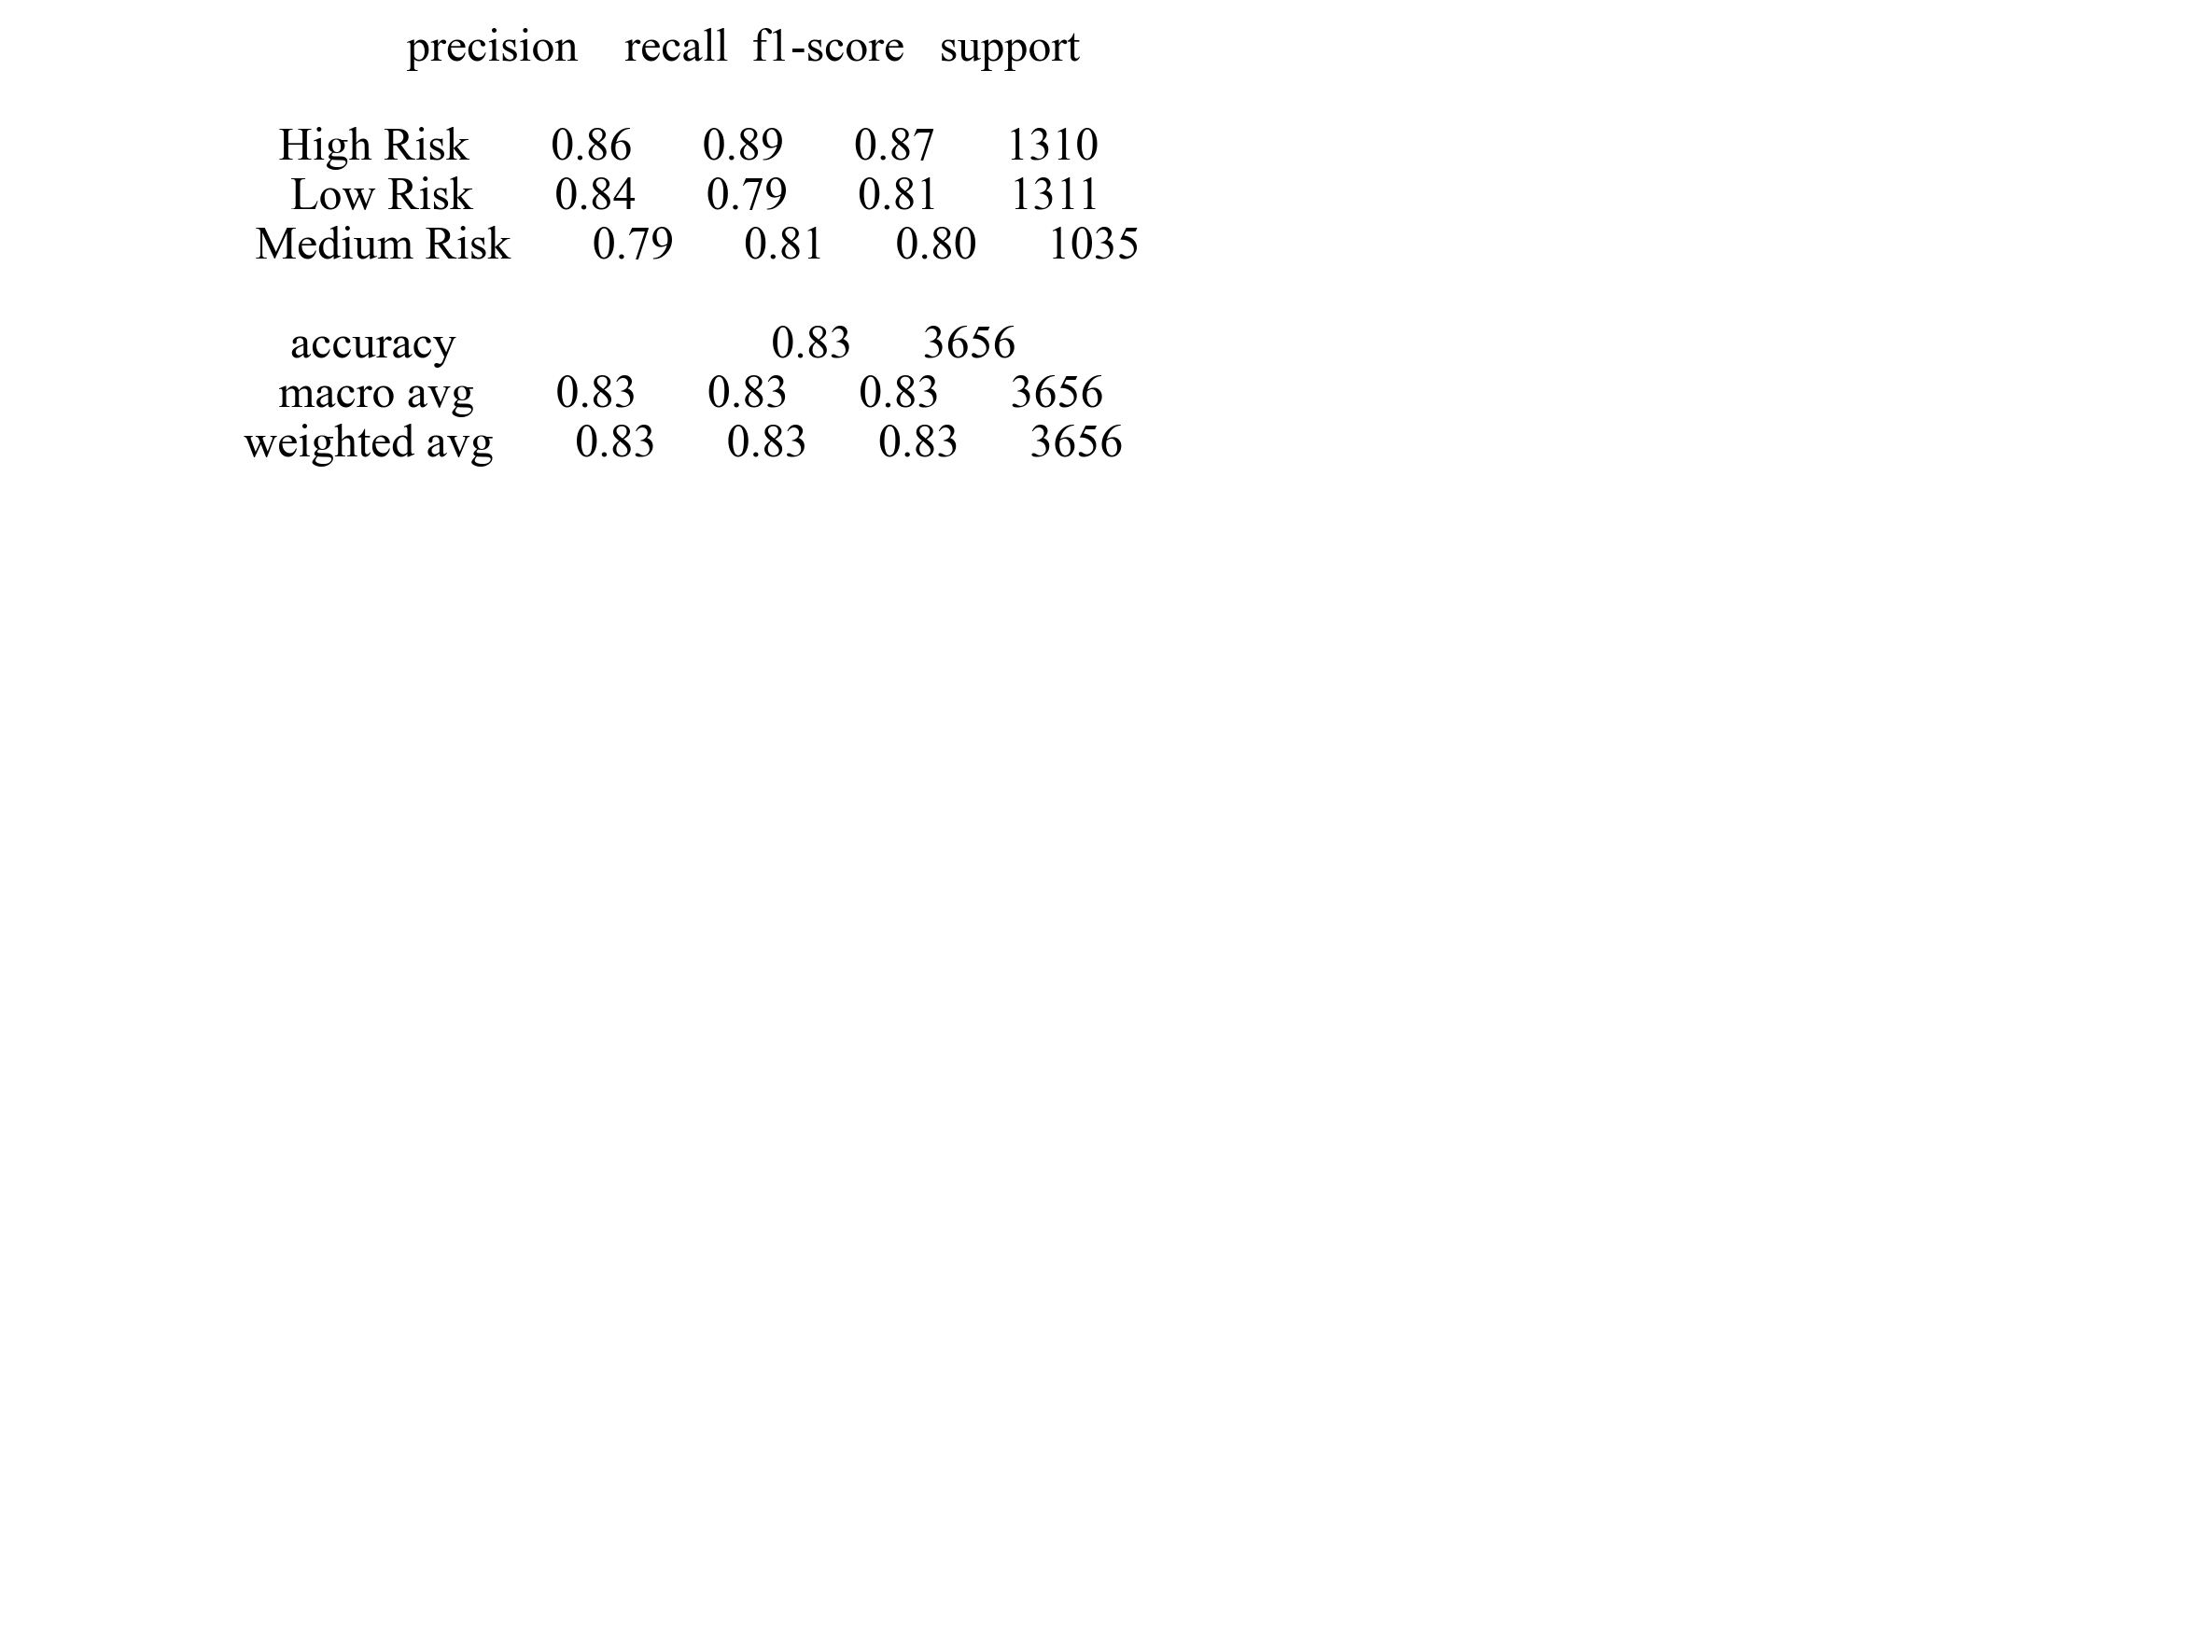 precision recall f1-score support
High Risk 0.86 0.89 0.87 1310
Low Risk 0.84 0.79 0.81 1311
Medium Risk 0.79 0.81 0.80 1035
accuracy 0.83 3656
macro avg 0.83 0.83 0.83 3656
weighted avg 0.83 0.83 0.83 3656